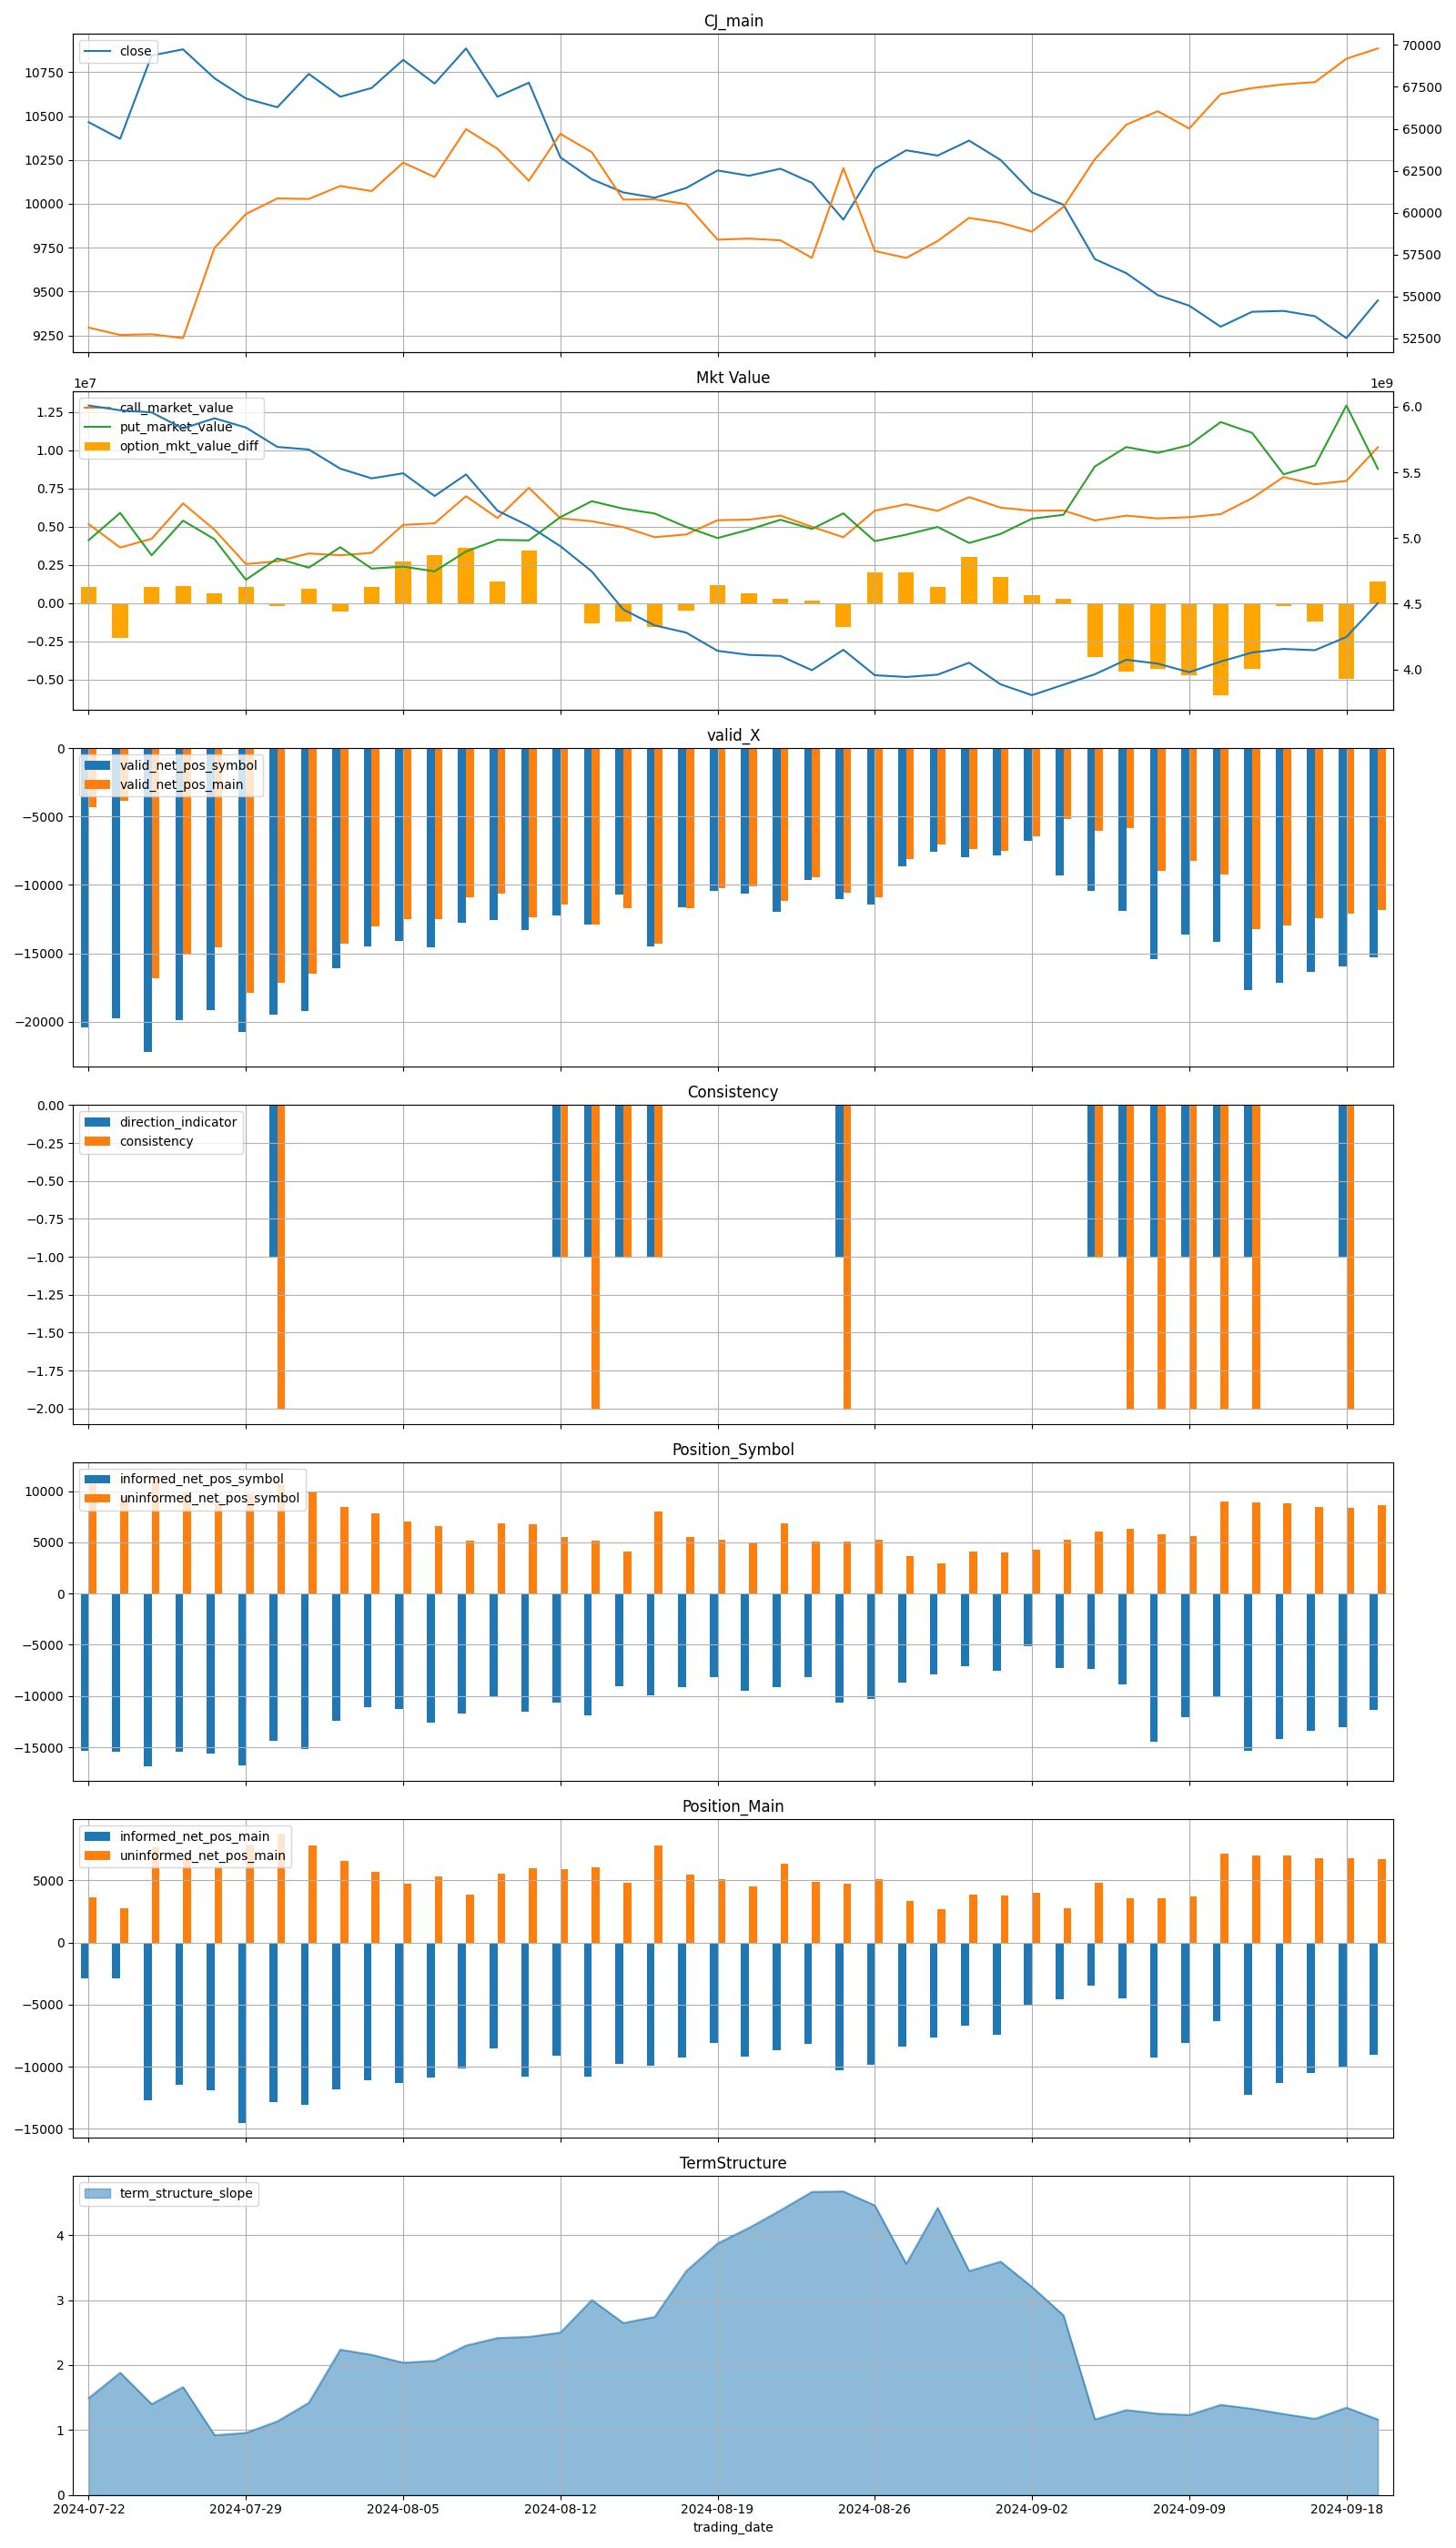 CJ_main
close
10750
10500
10250
10000
9750
9500
9250
70000
67500
65000
62500
60000
57500
55000
52500
Mkt Value
1e7
1e9
call_market_value
put_market_value
option_mkt_value_diff
1.25
1.00
0.75
0.50
0.25
0.00
−0.25
−0.50
6.0
5.5
5.0
4.5
4.0
valid_X
valid_net_pos_symbol
valid_net_pos_main
0
−5000
−10000
−15000
−20000
Consistency
direction_indicator
consistency
0.00
−0.25
−0.50
−0.75
−1.00
−1.25
−1.50
−1.75
−2.00
Position_Symbol
informed_net_pos_symbol
uninformed_net_pos_symbol
10000
5000
0
−5000
−10000
−15000
Position_Main
informed_net_pos_main
uninformed_net_pos_main
5000
0
−5000
−10000
−15000
TermStructure
term_structure_slope
4
3
2
1
0
2024-07-22 2024-07-29 2024-08-05 2024-08-12 2024-08-19 2024-08-26 2024-09-02 2024-09-09 2024-09-18
trading_date